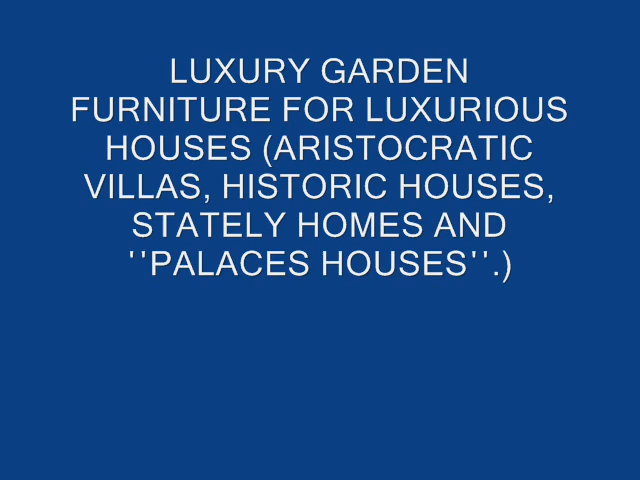 LUXURY GARDEN
FURNITURE FOR LUXURIOUS
HOUSES (ARISTOCRATIC
VILLAS, HISTORIC HOUSES,
STATELY HOMES AND
''PALACES HOUSES''.)